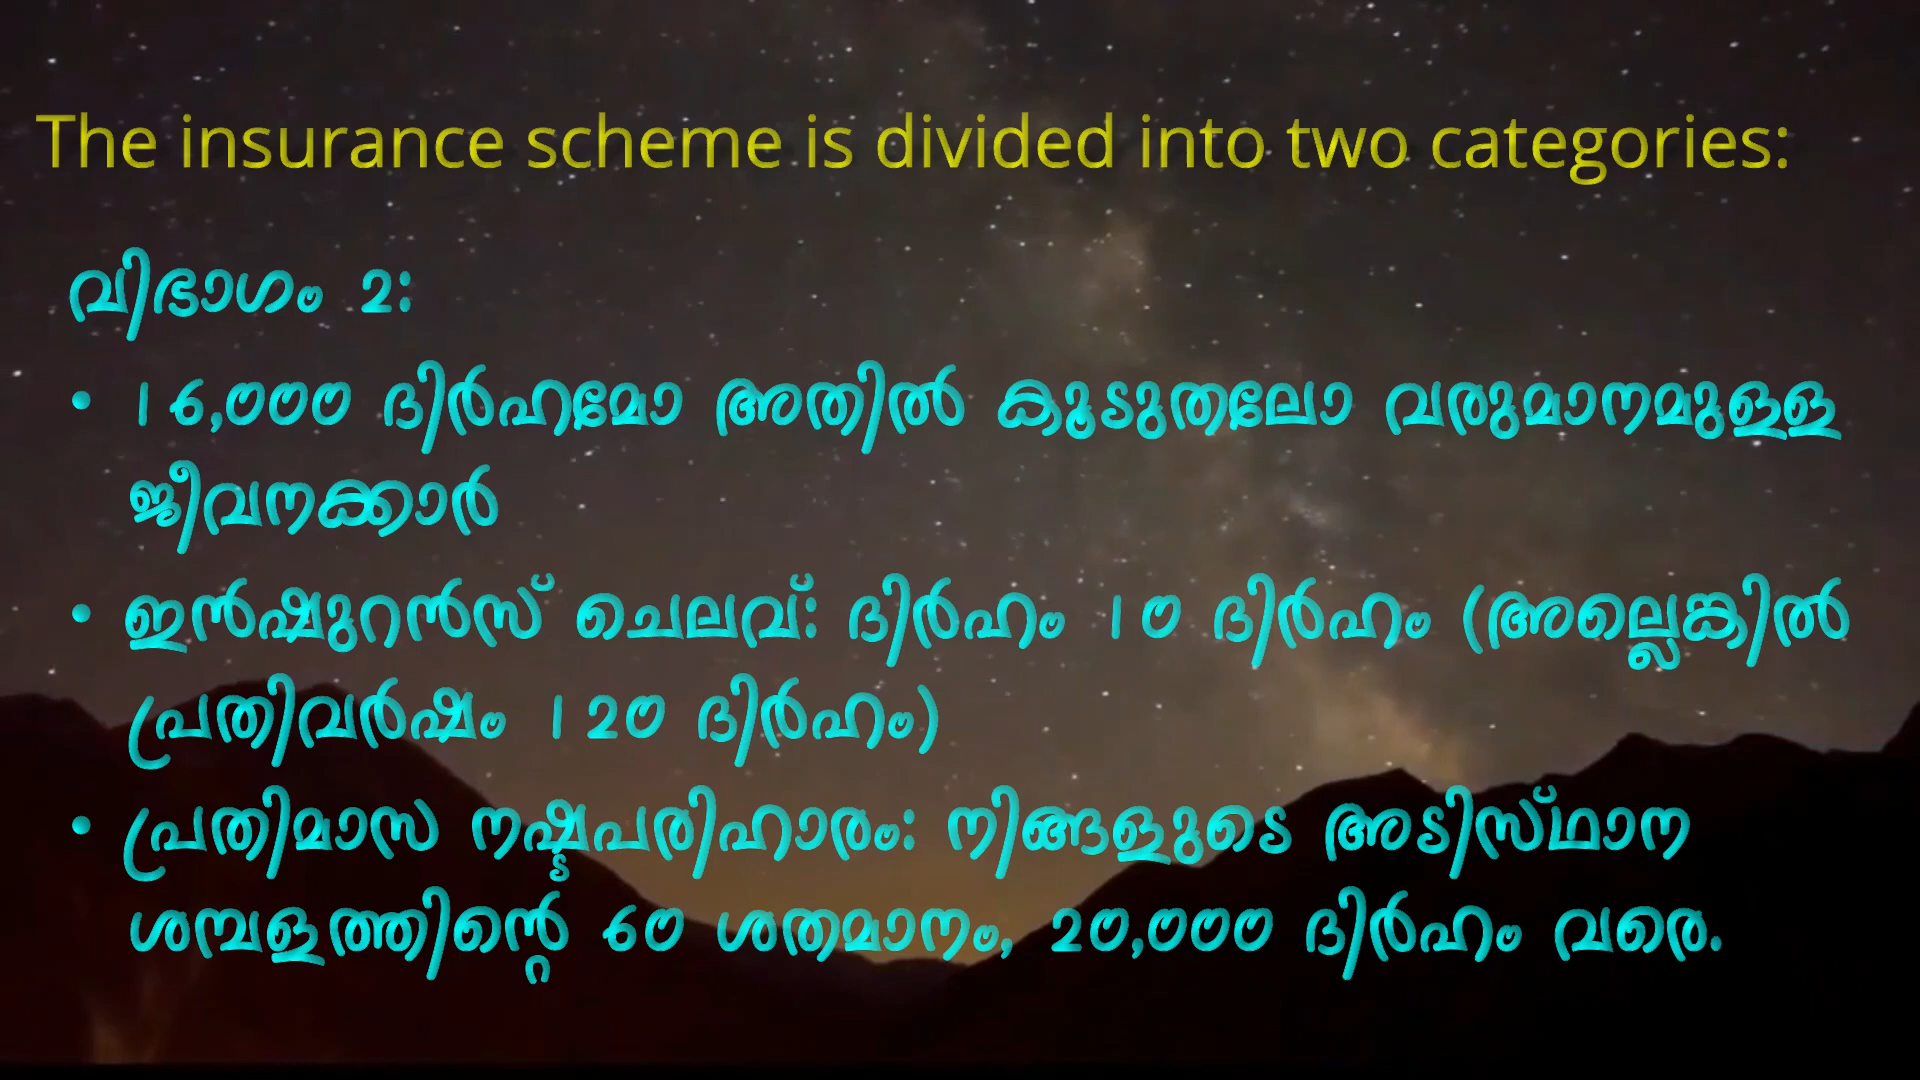 The insurance scheme is divided into two categories:
വിഭാഗം 2:
• 16,000 ദിർഹമോ അതിൽ കൂടുതലോ വരുമാനമുള്ള
ജീവനക്കാർ
• ഇൻഷുറൻസ് ചെലവ്: ദിർഹം 10 ദിർഹം (അല്ലെങ്കിൽ
പ്രതിവർഷം 120 ദിർഹം)
• പ്രതിമാസ നഷ്ടപരിഹാരം: നിങ്ങളുടെ അടിസ്ഥാന
ശമ്പളത്തിന്റെ 60 ശതമാനം, 20,000 ദിർഹം വരെ.